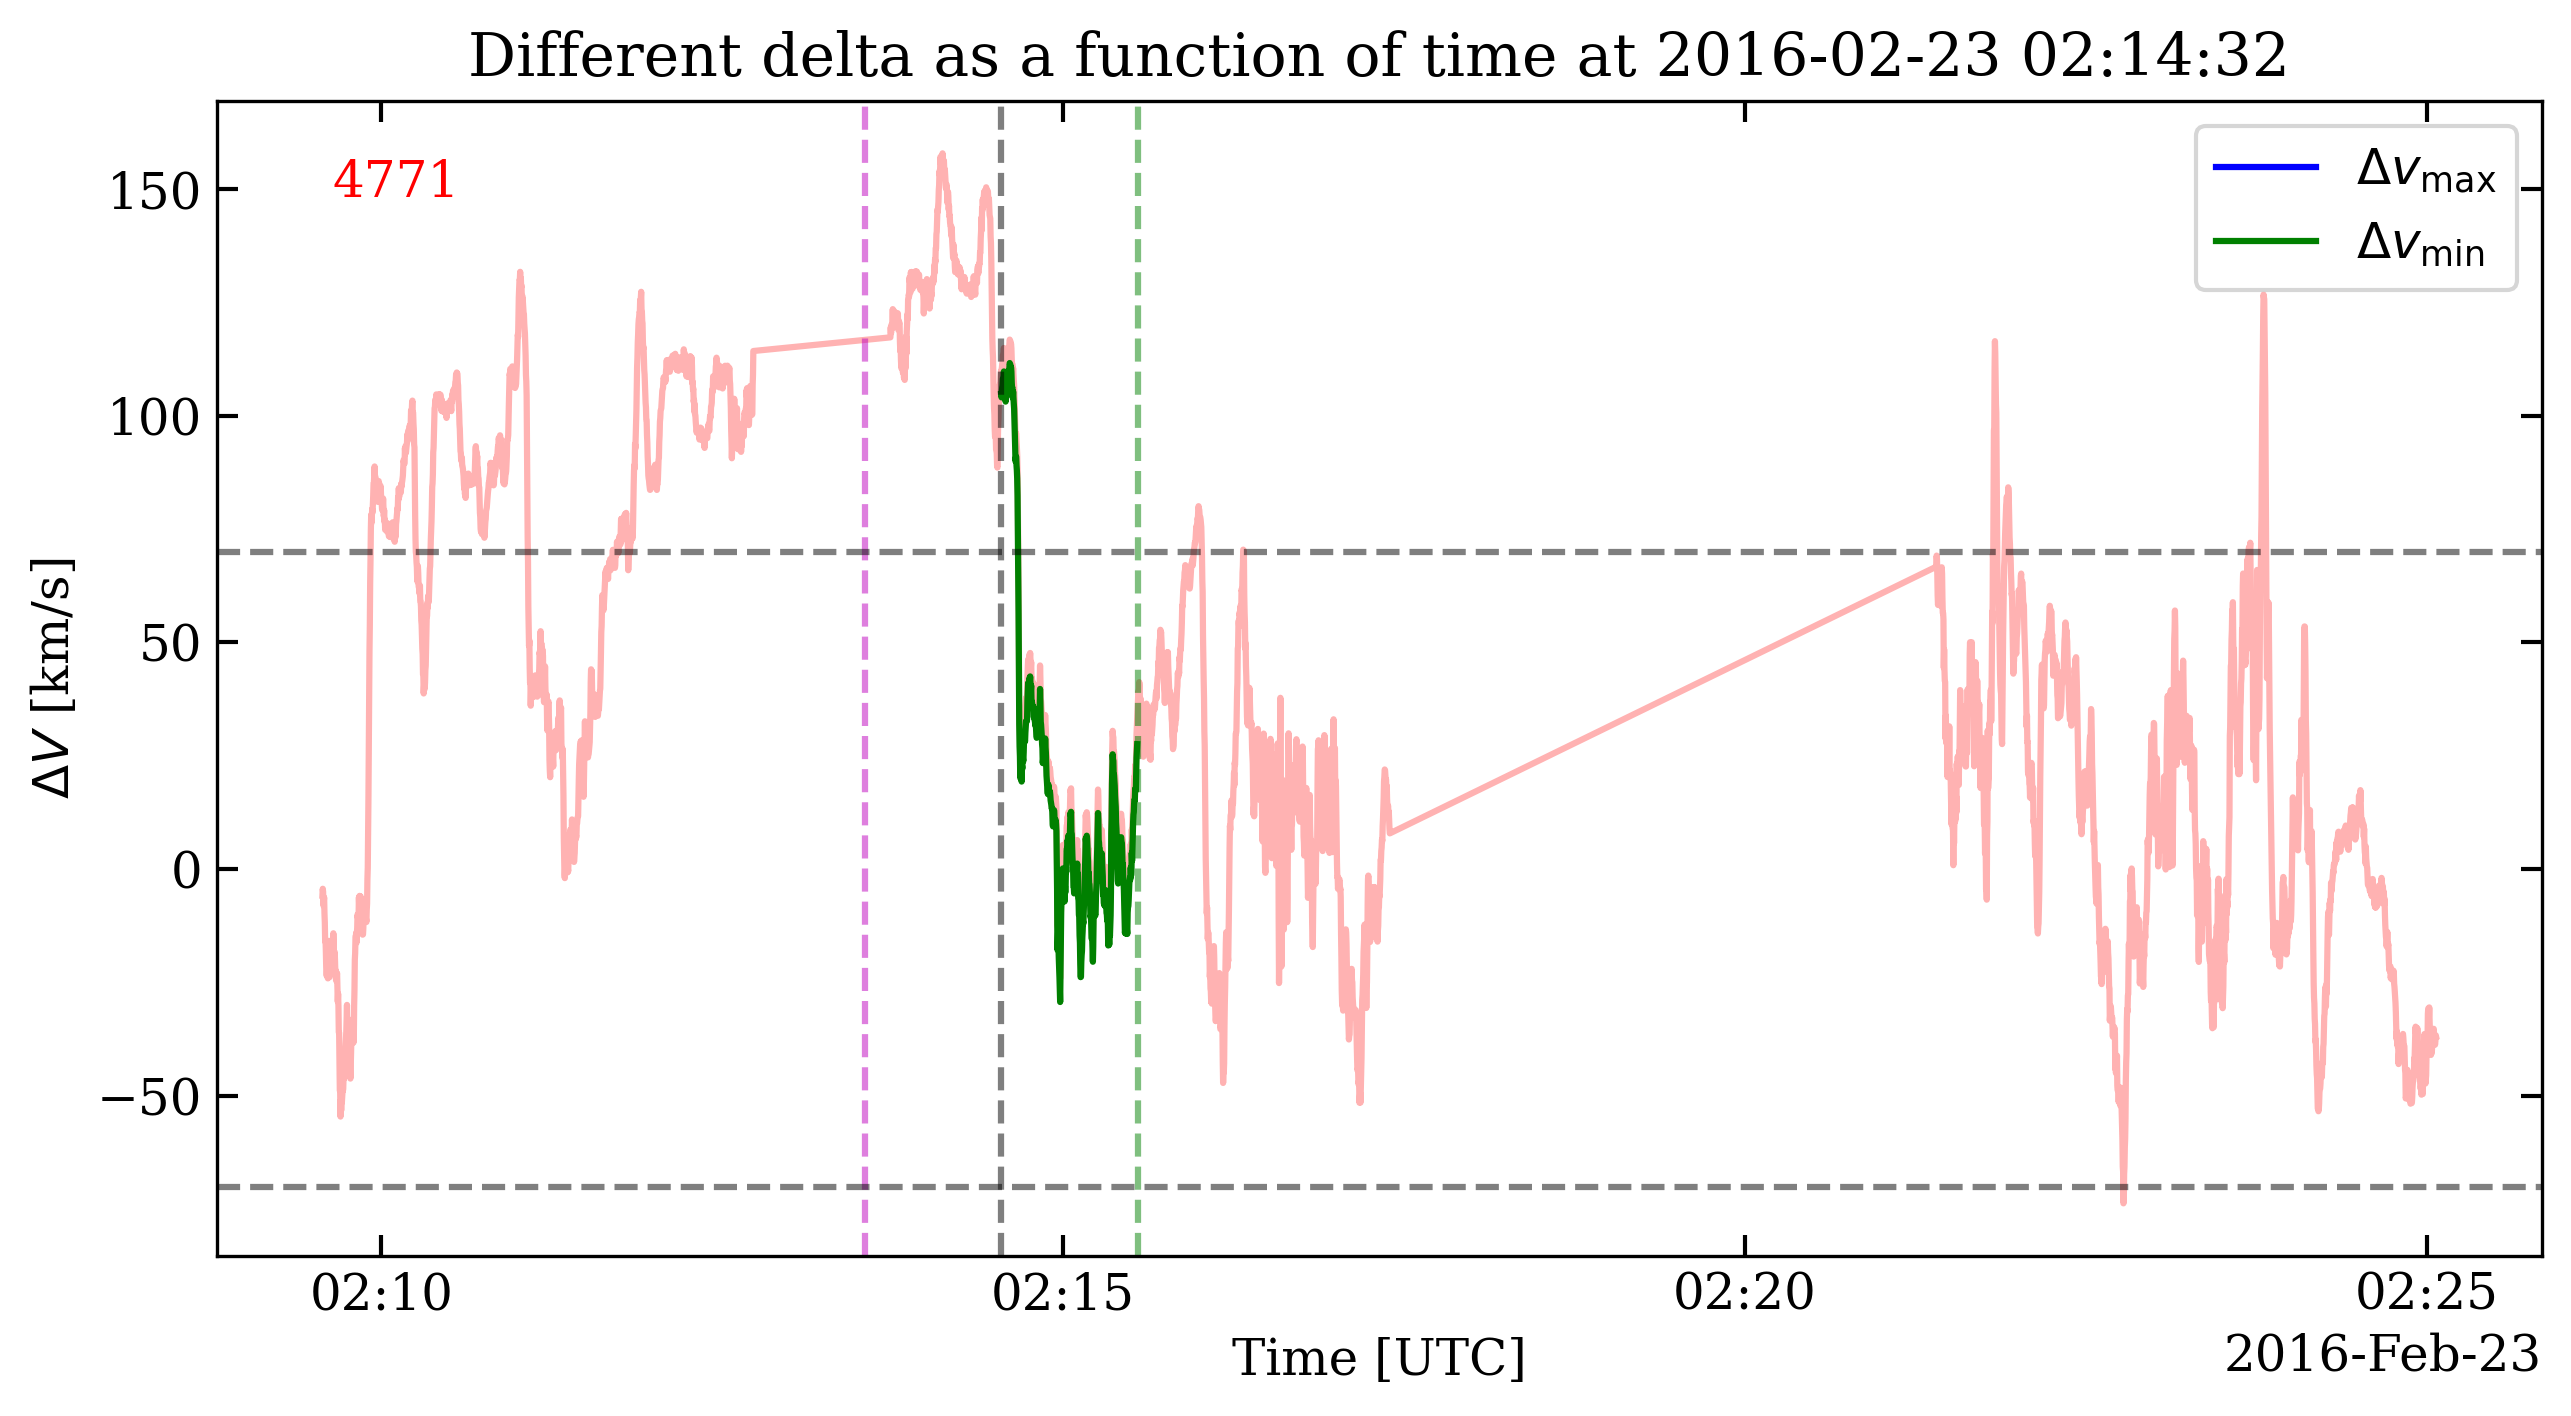 Different delta as a function of time at 2016-02-23 02:14:32
4771
Δv_max
Δv_min
150
100
50
0
−50
ΔV [km/s]
02:10 02:15 02:20 02:25
Time [UTC]
2016-Feb-23